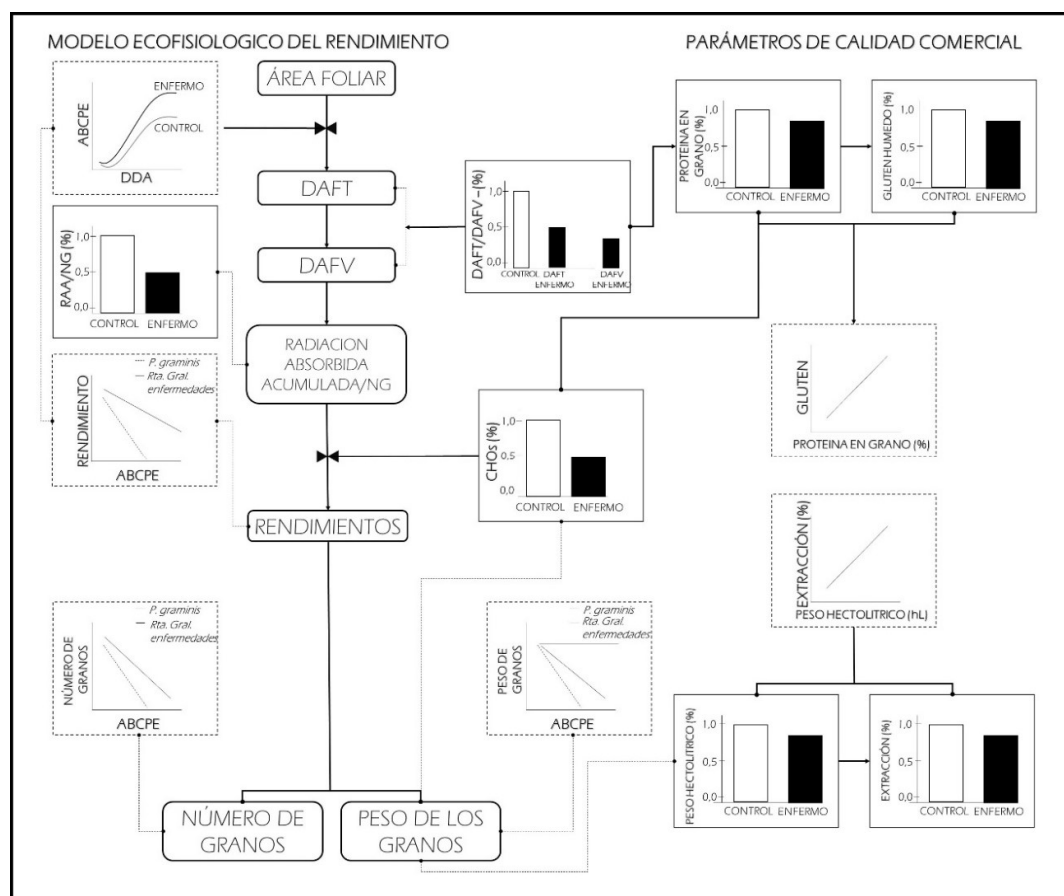 MODELO ECOFISIOLOGICO DEL RENDIMIENTO
PARÁMETROS DE CALIDAD COMERCIAL
ABCPE
ENFERMO
CONTROL
DDA
ÁREA FOLIAR
DAFT
DAFV
RADIACION
ABSORBIDA
ACUMULADA/NG
RENDIMIENTOS
NÚMERO DE
GRANOS
PESO DE LOS
GRANOS
RAA/NG (%)
1,0
0,5
0,0
CONTROL ENFERMO
P. graminis
Rta. Gral.
enfermedades
RENDIMIENTO
ABCPE
P. graminis
Rta. Gral.
enfermedades
NÚMERO DE
GRANOS
ABCPE
DAFT/DAFV –(%)
1,0
0,5
0,0
CONTROL
DAFT
ENFERMO
DAFV
ENFERMO
CHOs (%)
1,0
0,5
0,0
CONTROL ENFERMO
P. graminis
Rta. Gral.
enfermedades
PESO DE
GRANOS
ABCPE
PROTEINA EN
GRANO (%)
1,0
0,5
0,0
CONTROL ENFERMO
GLUTEN HUMEDO (%)
1,0
0,5
0,0
CONTROL ENFERMO
GLUTEN
PROTEINA EN GRANO (%)
EXTRACCIÓN (%)
PESO HECTOLITRICO (hL)
PESO HECTOLITRICO (%)
1,0
0,5
0,0
CONTROL ENFERMO
EXTRACCIÓN (%)
1,0
0,5
0,0
CONTROL ENFERMO